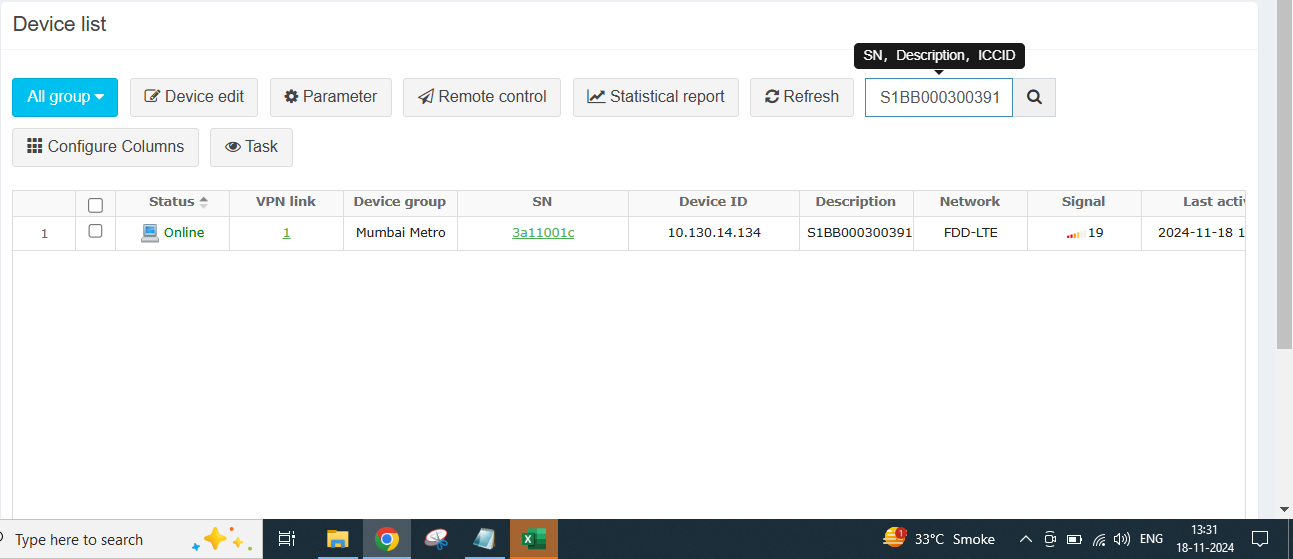 Device list
SN, Description, ICCID
All group Device edit Parameter Remote control Statistical report Refresh S1BB000300391
Configure Columns Task
Status VPN link Device group SN Device ID Description Network Signal Last activ
1 Online 1 Mumbai Metro 3a11001c 10.130.14.134 S1BB000300391 FDD-LTE 19 2024-11-18 1
Type here to search 1 33°C Smoke ENG 13:31
18-11-2024